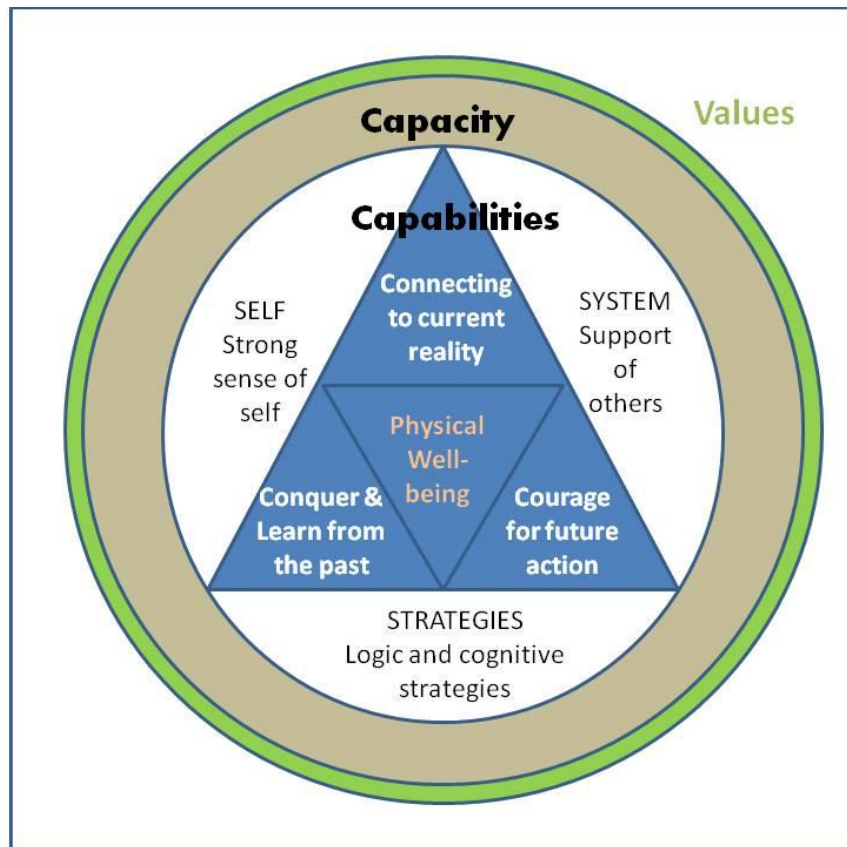 Values
Capacity
Capabilities
Connecting
to current
reality
SELF
Strong
sense of
self
SYSTEM
Support
of
others
Physical
Well-
being
Conquer &
Learn from
the past
Courage
for future
action
STRATEGIES
Logic and cognitive
strategies